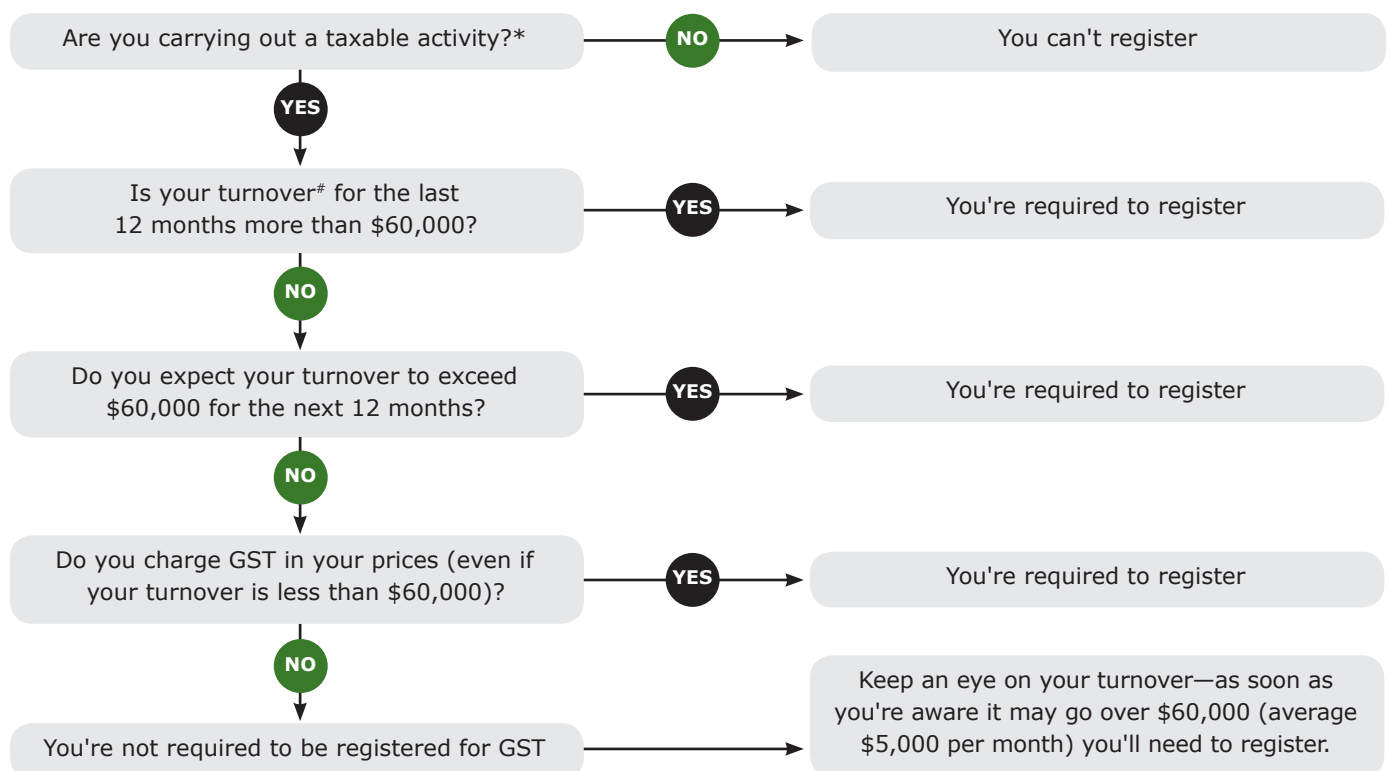 Are you carrying out a taxable activity?*
NO
You can't register
YES
Is your turnover# for the last
12 months more than $60,000?
YES
You're required to register
NO
Do you expect your turnover to exceed
$60,000 for the next 12 months?
YES
You're required to register
NO
Do you charge GST in your prices (even if
your turnover is less than $60,000)?
YES
You're required to register
NO
You're not required to be registered for GST
Keep an eye on your turnover—as soon as
you're aware it may go over $60,000 (average
$5,000 per month) you'll need to register.